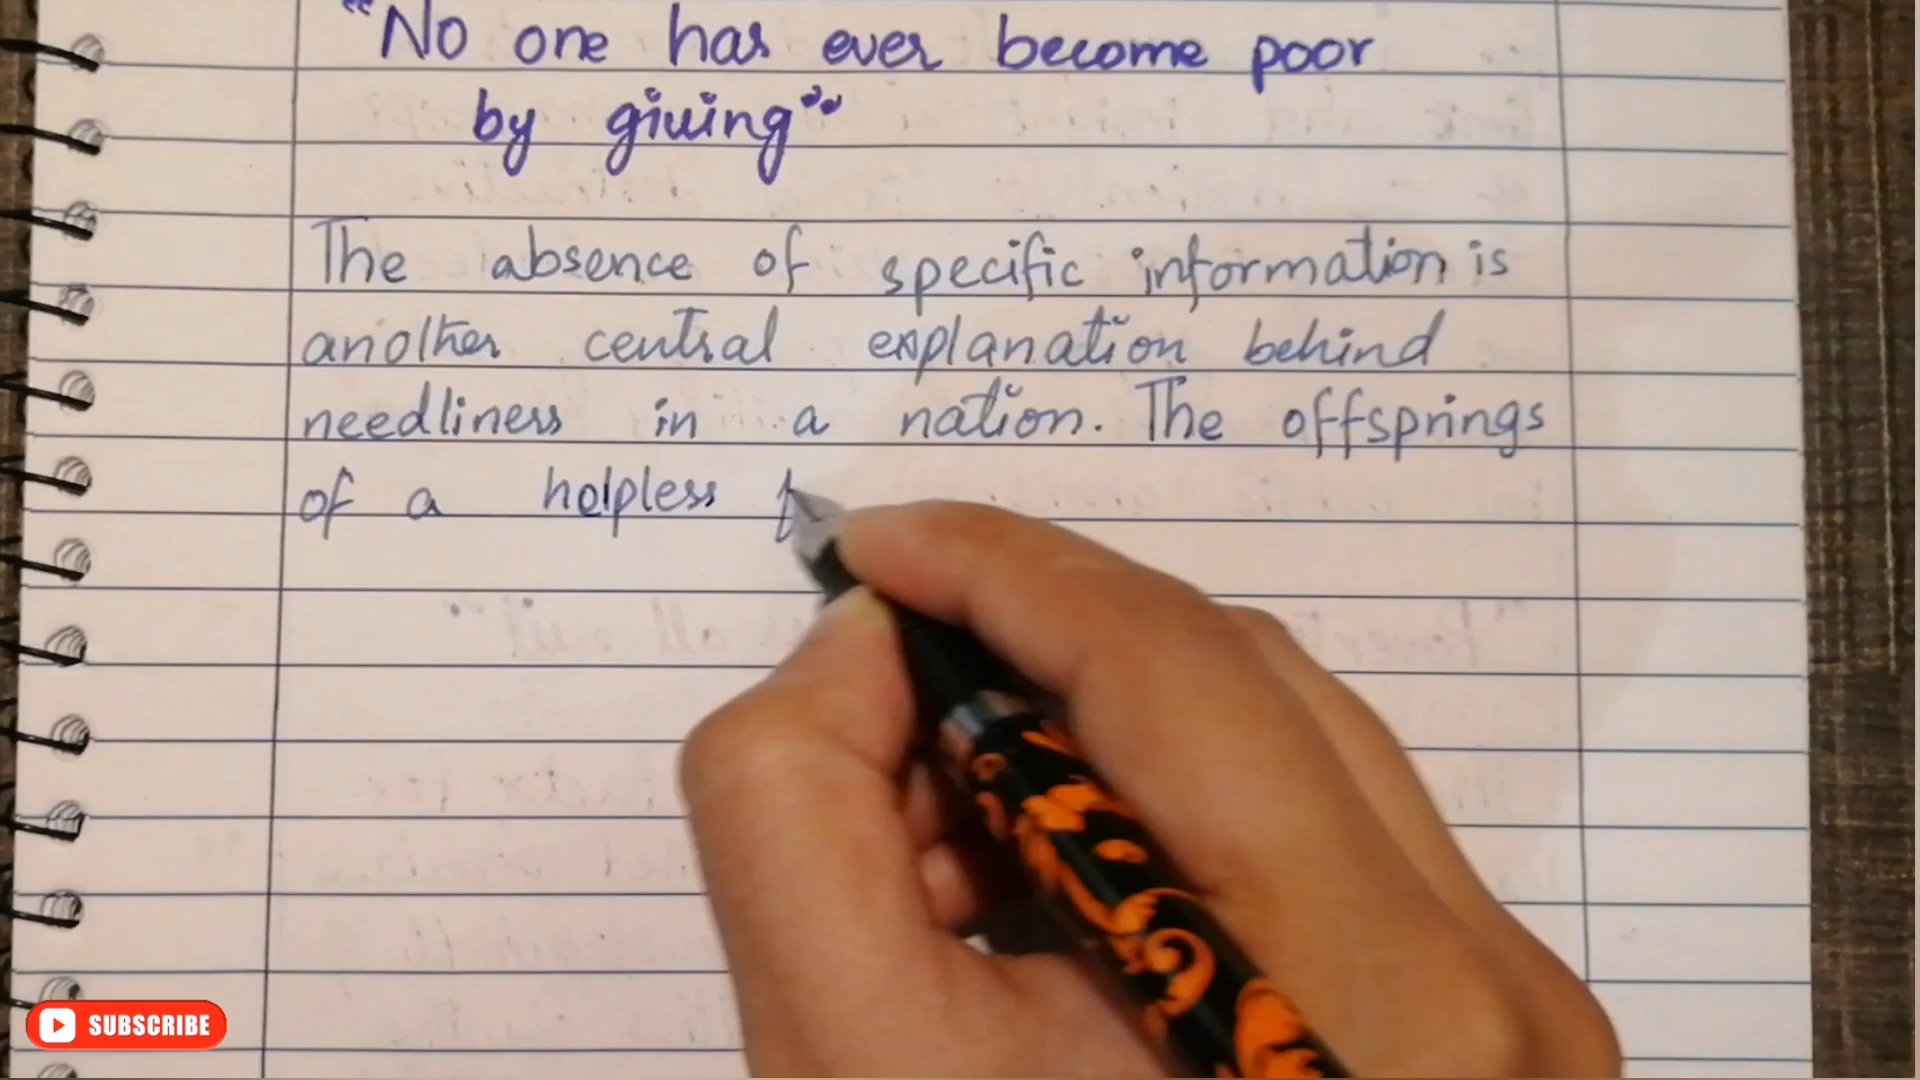 "No one has ever become poor
by giving"
The absence of specific information is
another central explanation behind
needliness in a nation. The offsprings
of a helpless
SUBSCRIBE